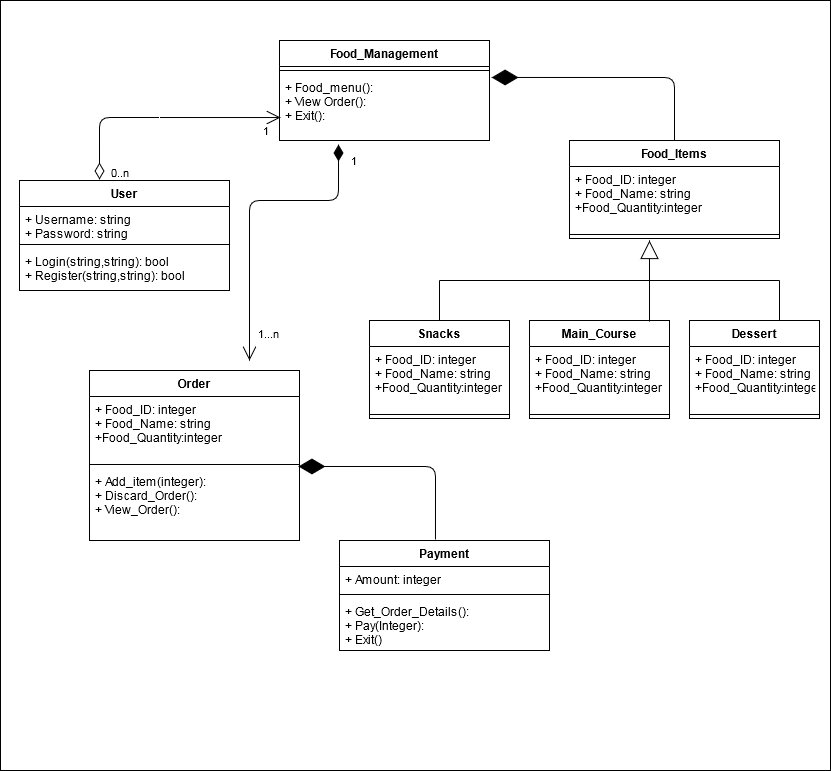 Food_Management
+ Food_menu():
+ View Order():
+ Exit():
1
0..n
1
User
+ Username: string
+ Password: string
+ Login(string,string): bool
+ Register(string,string): bool
Food_Items
+ Food_ID: integer
+ Food_Name: string
+Food_Quantity:integer
1...n
Snacks
+ Food_ID: integer
+ Food_Name: string
+Food_Quantity:integer
Main_Course
+ Food_ID: integer
+ Food_Name: string
+Food_Quantity:integer
Dessert
+ Food_ID: integer
+ Food_Name: string
+Food_Quantity:intege
Order
+ Food_ID: integer
+ Food_Name: string
+Food_Quantity:integer
+ Add_item(integer):
+ Discard_Order():
+ View_Order():
Payment
+ Amount: integer
+ Get_Order_Details():
+ Pay(Integer):
+ Exit()